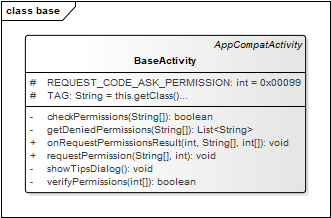 class base
AppCompatActivity
BaseActivity
# REQUEST_CODE_ASK_PERMISSION: int = 0x00099
# TAG: String = this.getClass()...
- checkPermissions(String[]): boolean
- getDeniedPermissions(String[]): List<String>
+ onRequestPermissionsResult(int, String[], int[]): void
+ requestPermission(String[], int): void
- showTipsDialog(): void
- verifyPermissions(int[]): boolean